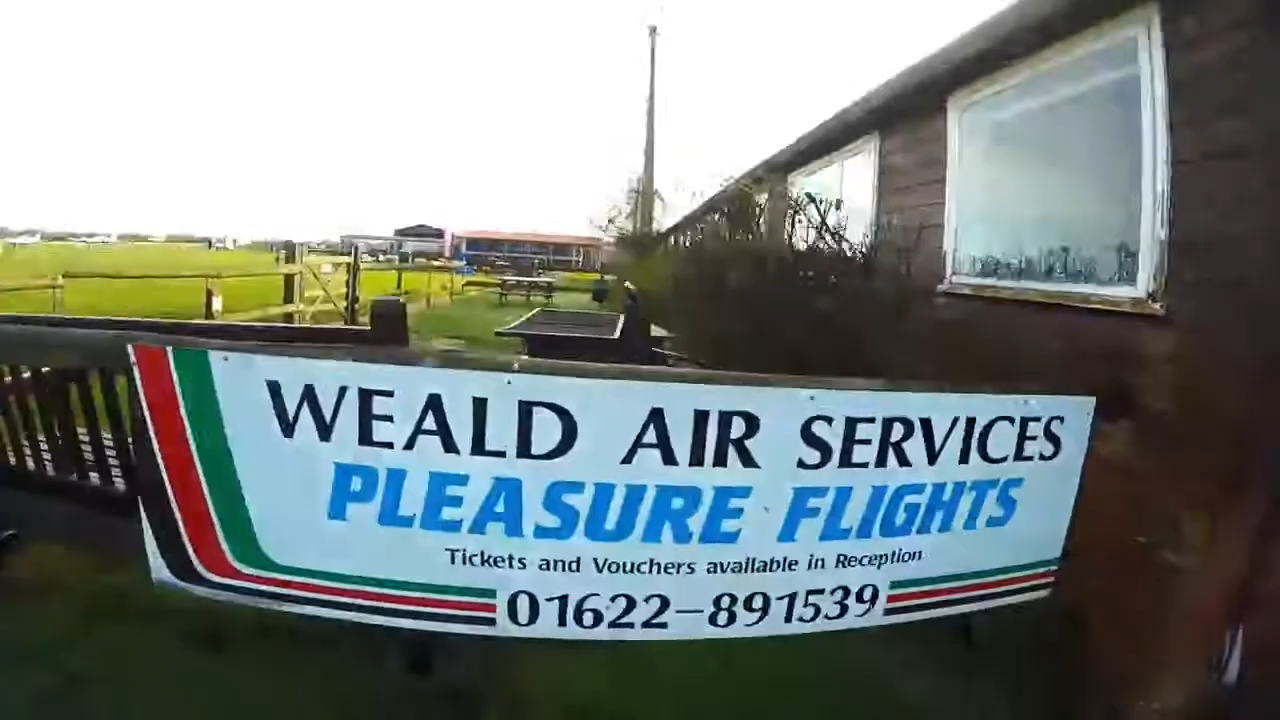 WEALD AIR SERVICES
PLEASURE FLIGHTS
Tickets and Vouchers available in Reception
01622-891539